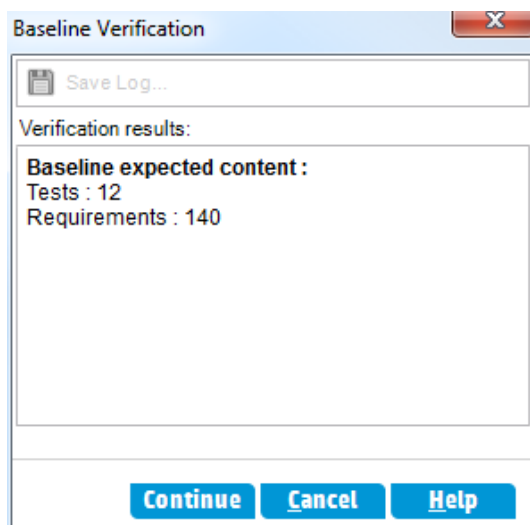 Baseline Verification
Save Log...
Verification results:
Baseline expected content :
Tests : 12
Requirements : 140
Continue Cancel Help